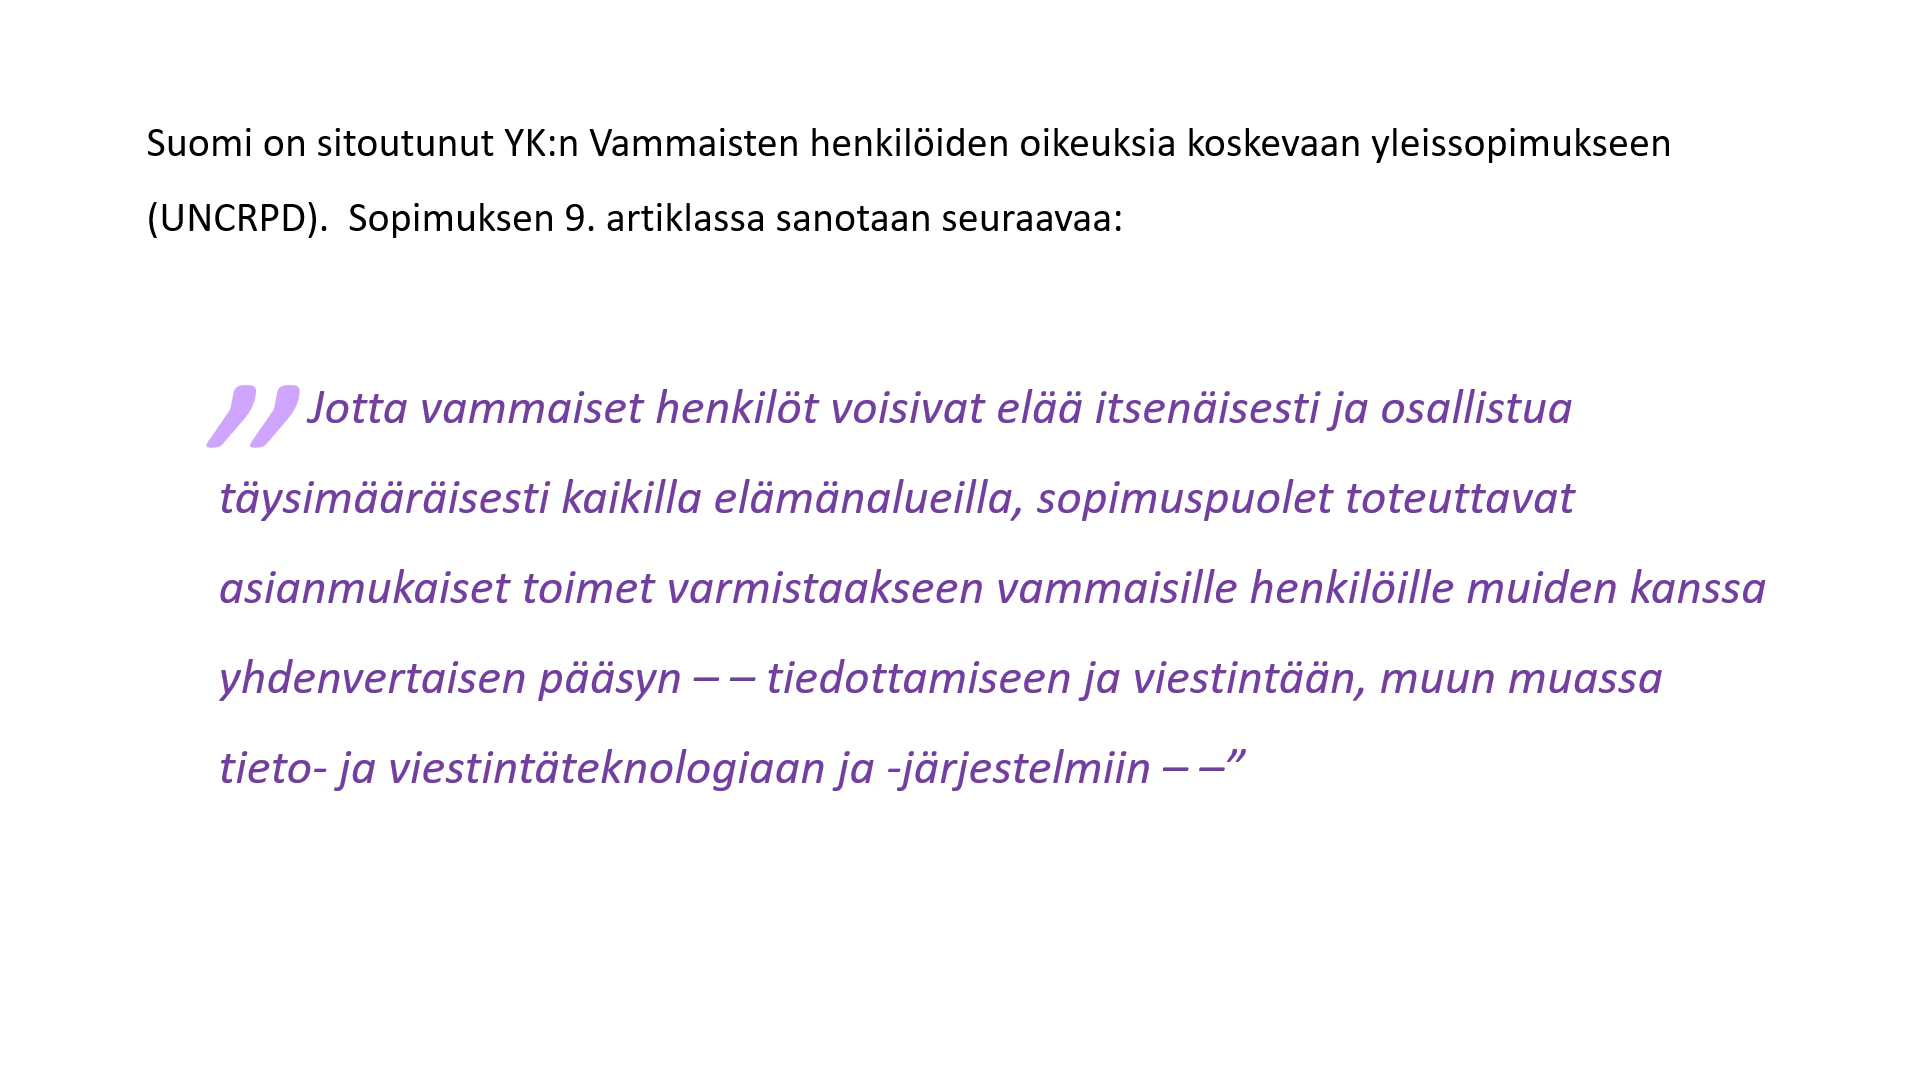 Suomi on sitoutunut YK:n Vammaisten henkilöiden oikeuksia koskevaan yleissopimukseen
(UNCRPD).  Sopimuksen 9. artiklassa sanotaan seuraavaa:
”Jotta vammaiset henkilöt voisivat elää itsenäisesti ja osallistua
täysimääräisesti kaikilla elämänalueilla, sopimuspuolet toteuttavat
asianmukaiset toimet varmistaakseen vammaisille henkilöille muiden kanssa
yhdenvertaisen pääsyn – – tiedottamiseen ja viestintään, muun muassa
tieto- ja viestintäteknologiaan ja -järjestelmiin – –”